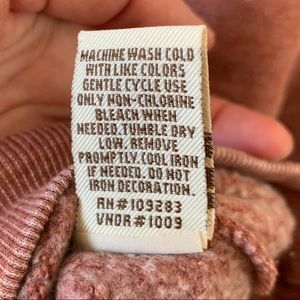 MACHINE WASH COLD
WITH LIKE COLORS
GENTLE CYCLE USE
ONLY NON-CHLORINE
BLEACH WHEN
NEEDED.TUMBLE DRY
LOW. REMOVE
PROMPTLY.COOL IRON
IF NEEDED. DO NOT
IRON DECORATION.
RN#109283
VNDR#1009